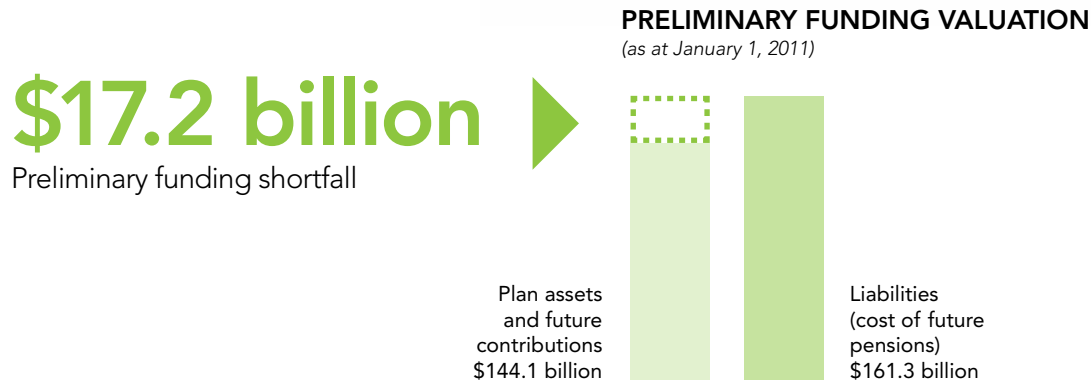 PRELIMINARY FUNDING VALUATION
(as at January 1, 2011)
$17.2 billion
Preliminary funding shortfall
Plan assets
and future
contributions
$144.1 billion
Liabilities
(cost of future
pensions)
$161.3 billion